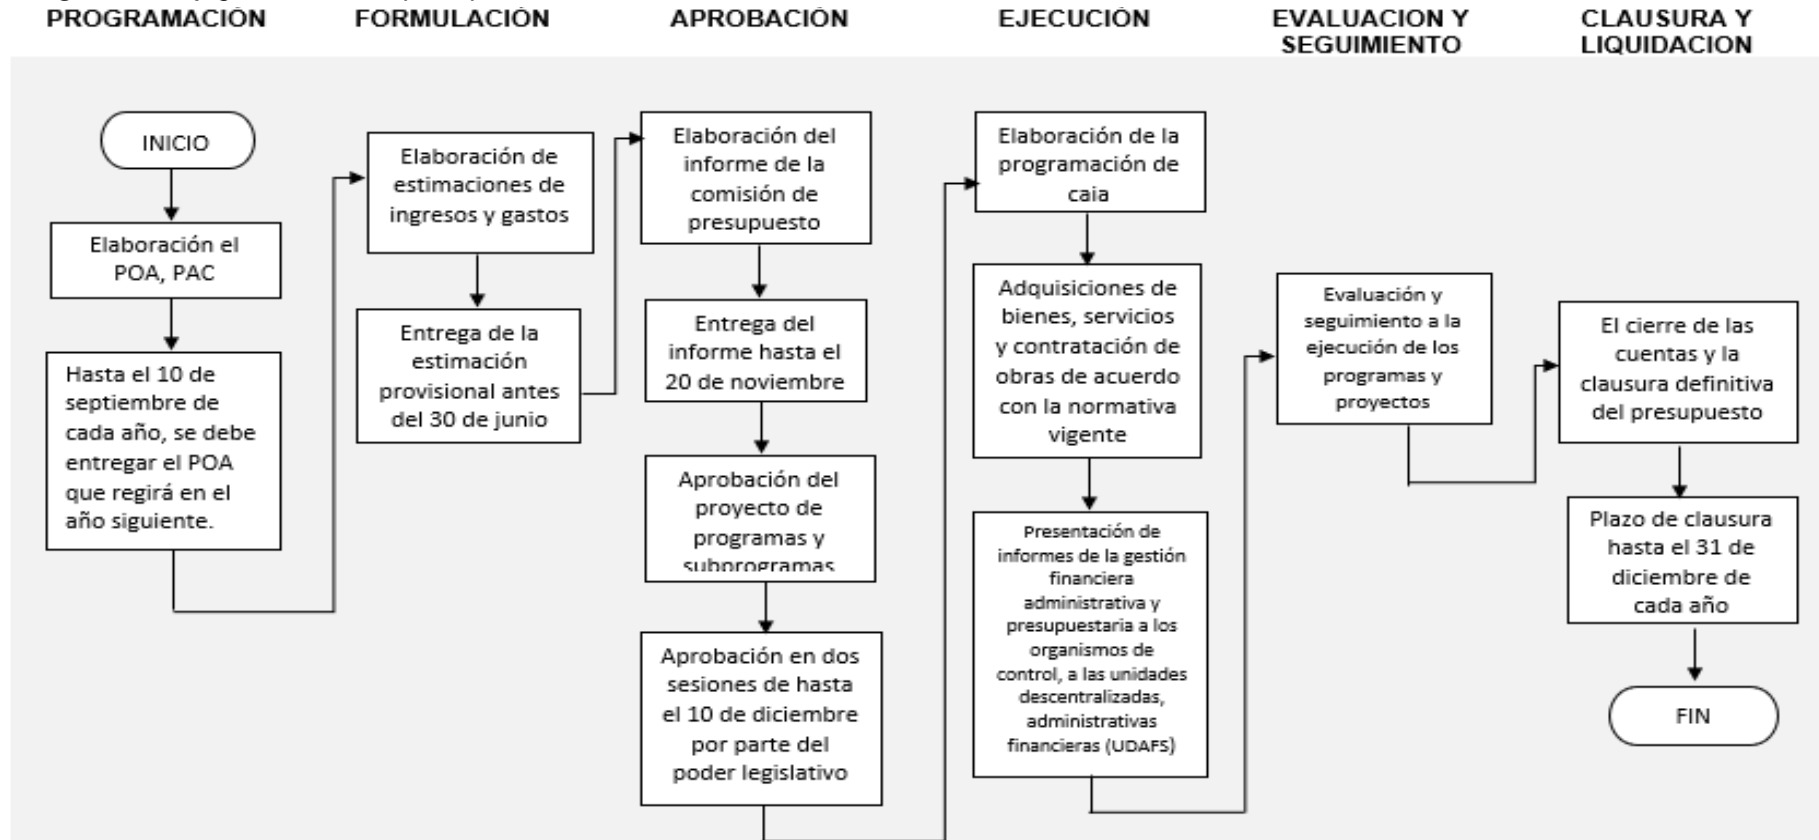 PROGRAMACIÓN
FORMULACIÓN
APROBACIÓN
EJECUCIÓN
EVALUACION Y
SEGUIMIENTO
CLAUSURA Y
LIQUIDACION
INICIO
Elaboración el
POA, PAC
Hasta el 10 de
septiembre de
cada año, se debe
entregar el POA
que regirá en el
año siguiente.
Elaboración de
estimaciones de
ingresos y gastos
Entrega de la
estimación
provisional antes
del 30 de junio
Elaboración del
informe de la
comisión de
presupuesto
Entrega del
informe hasta el
20 de noviembre
Aprobación del
proyecto de
programas y
subprogramas
Aprobación en dos
sesiones de hasta
el 10 de diciembre
por parte del
poder legislativo
Elaboración de la
programación de
caia
Adquisiciones de
bienes, servicios
y contratación de
obras de acuerdo
con la normativa
vigente
Presentación de
informes de la gestión
financiera
administrativa y
presupuestaria a los
organismos de
control, a las unidades
descentralizadas,
administrativas
financieras (UDAFS)
Evaluación y
seguimiento a la
ejecución de los
programas y
proyectos
El cierre de las
cuentas y la
clausura definitiva
del presupuesto
Plazo de clausura
hasta el 31 de
diciembre de
cada año
FIN